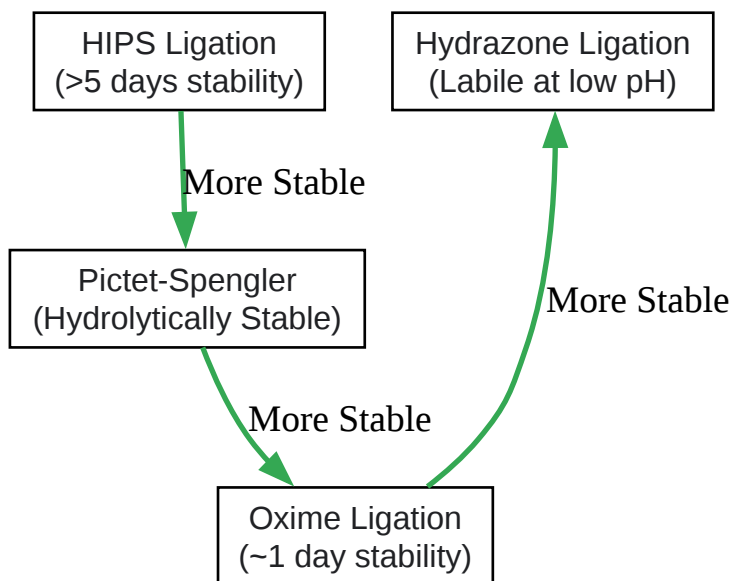 HIPS Ligation
(>5 days stability)
Hydrazone Ligation
(Labile at low pH)
More Stable
Pictet-Spengler
(Hydrolytically Stable)
More Stable
More Stable
Oxime Ligation
(~1 day stability)